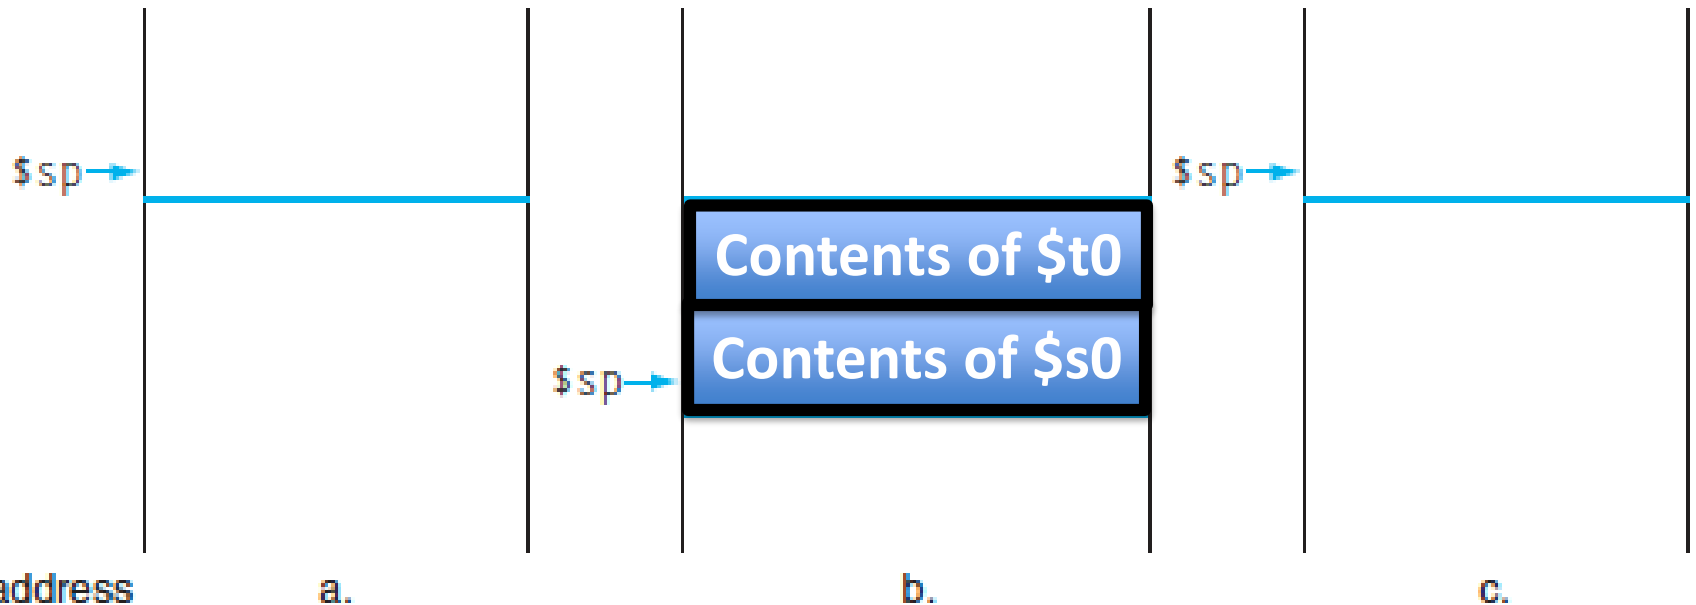 $sp
$sp
Contents of $t0
Contents of $s0
$sp
address
a.
b.
c.